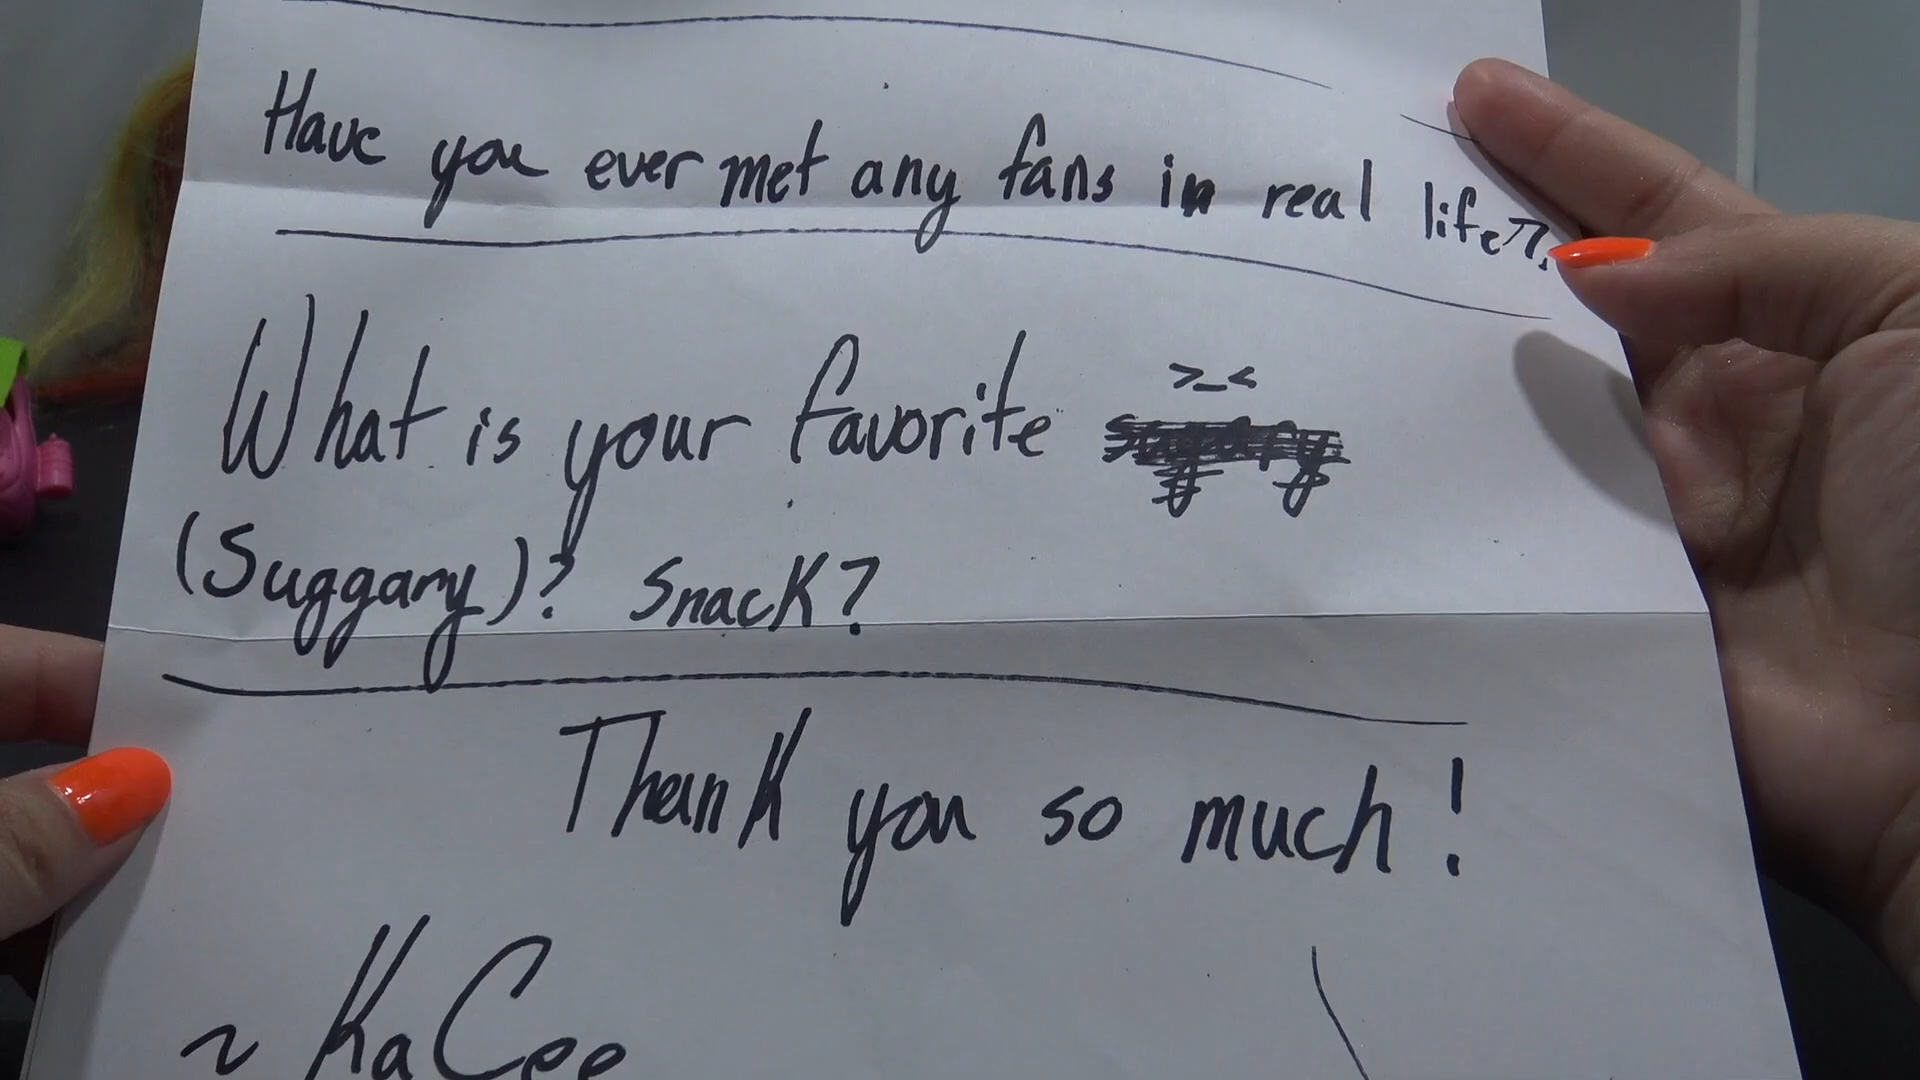 Have you ever met any fans in real life??
What is your favorite >_<
(Suggary)? Snack?
Thank you so much!
~ KaCee